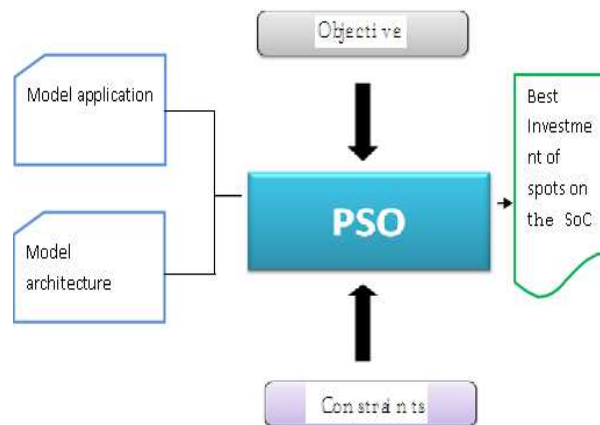 Objective
Model application
Model
architecture
PSO
Best
Investme
nt of
spots on
the SoC
Constraints